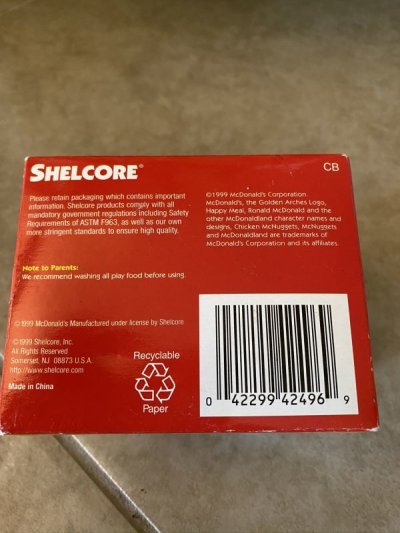 SHELCORE®
CB
Please retain packaging which contains important
information. Shelcore products comply with all
mandatory government regulations including Safety
Requirements of ASTM F963, as well as our own
more stringent standards to ensure high quality.
©1999 McDonald's Corporation.
McDonald's, the Golden Arches Logo,
Happy Meal, Ronald McDonald and the
other McDonaldland character names and
designs, Chicken McNuggets, McNuggets
and McDonaldland are trademarks of
McDonald's Corporation and its affiliates.
Note to Parents:
We recommend washing all play food before using.
©1999 McDonald's Manufactured under license by Shelcore
©1999 Shelcore, Inc.
All Rights Reserved
Somerset, NJ 08873 U.S.A.
http://www.shelcore.com
Made in China
Recyclable
Paper
0 42299 42496 9